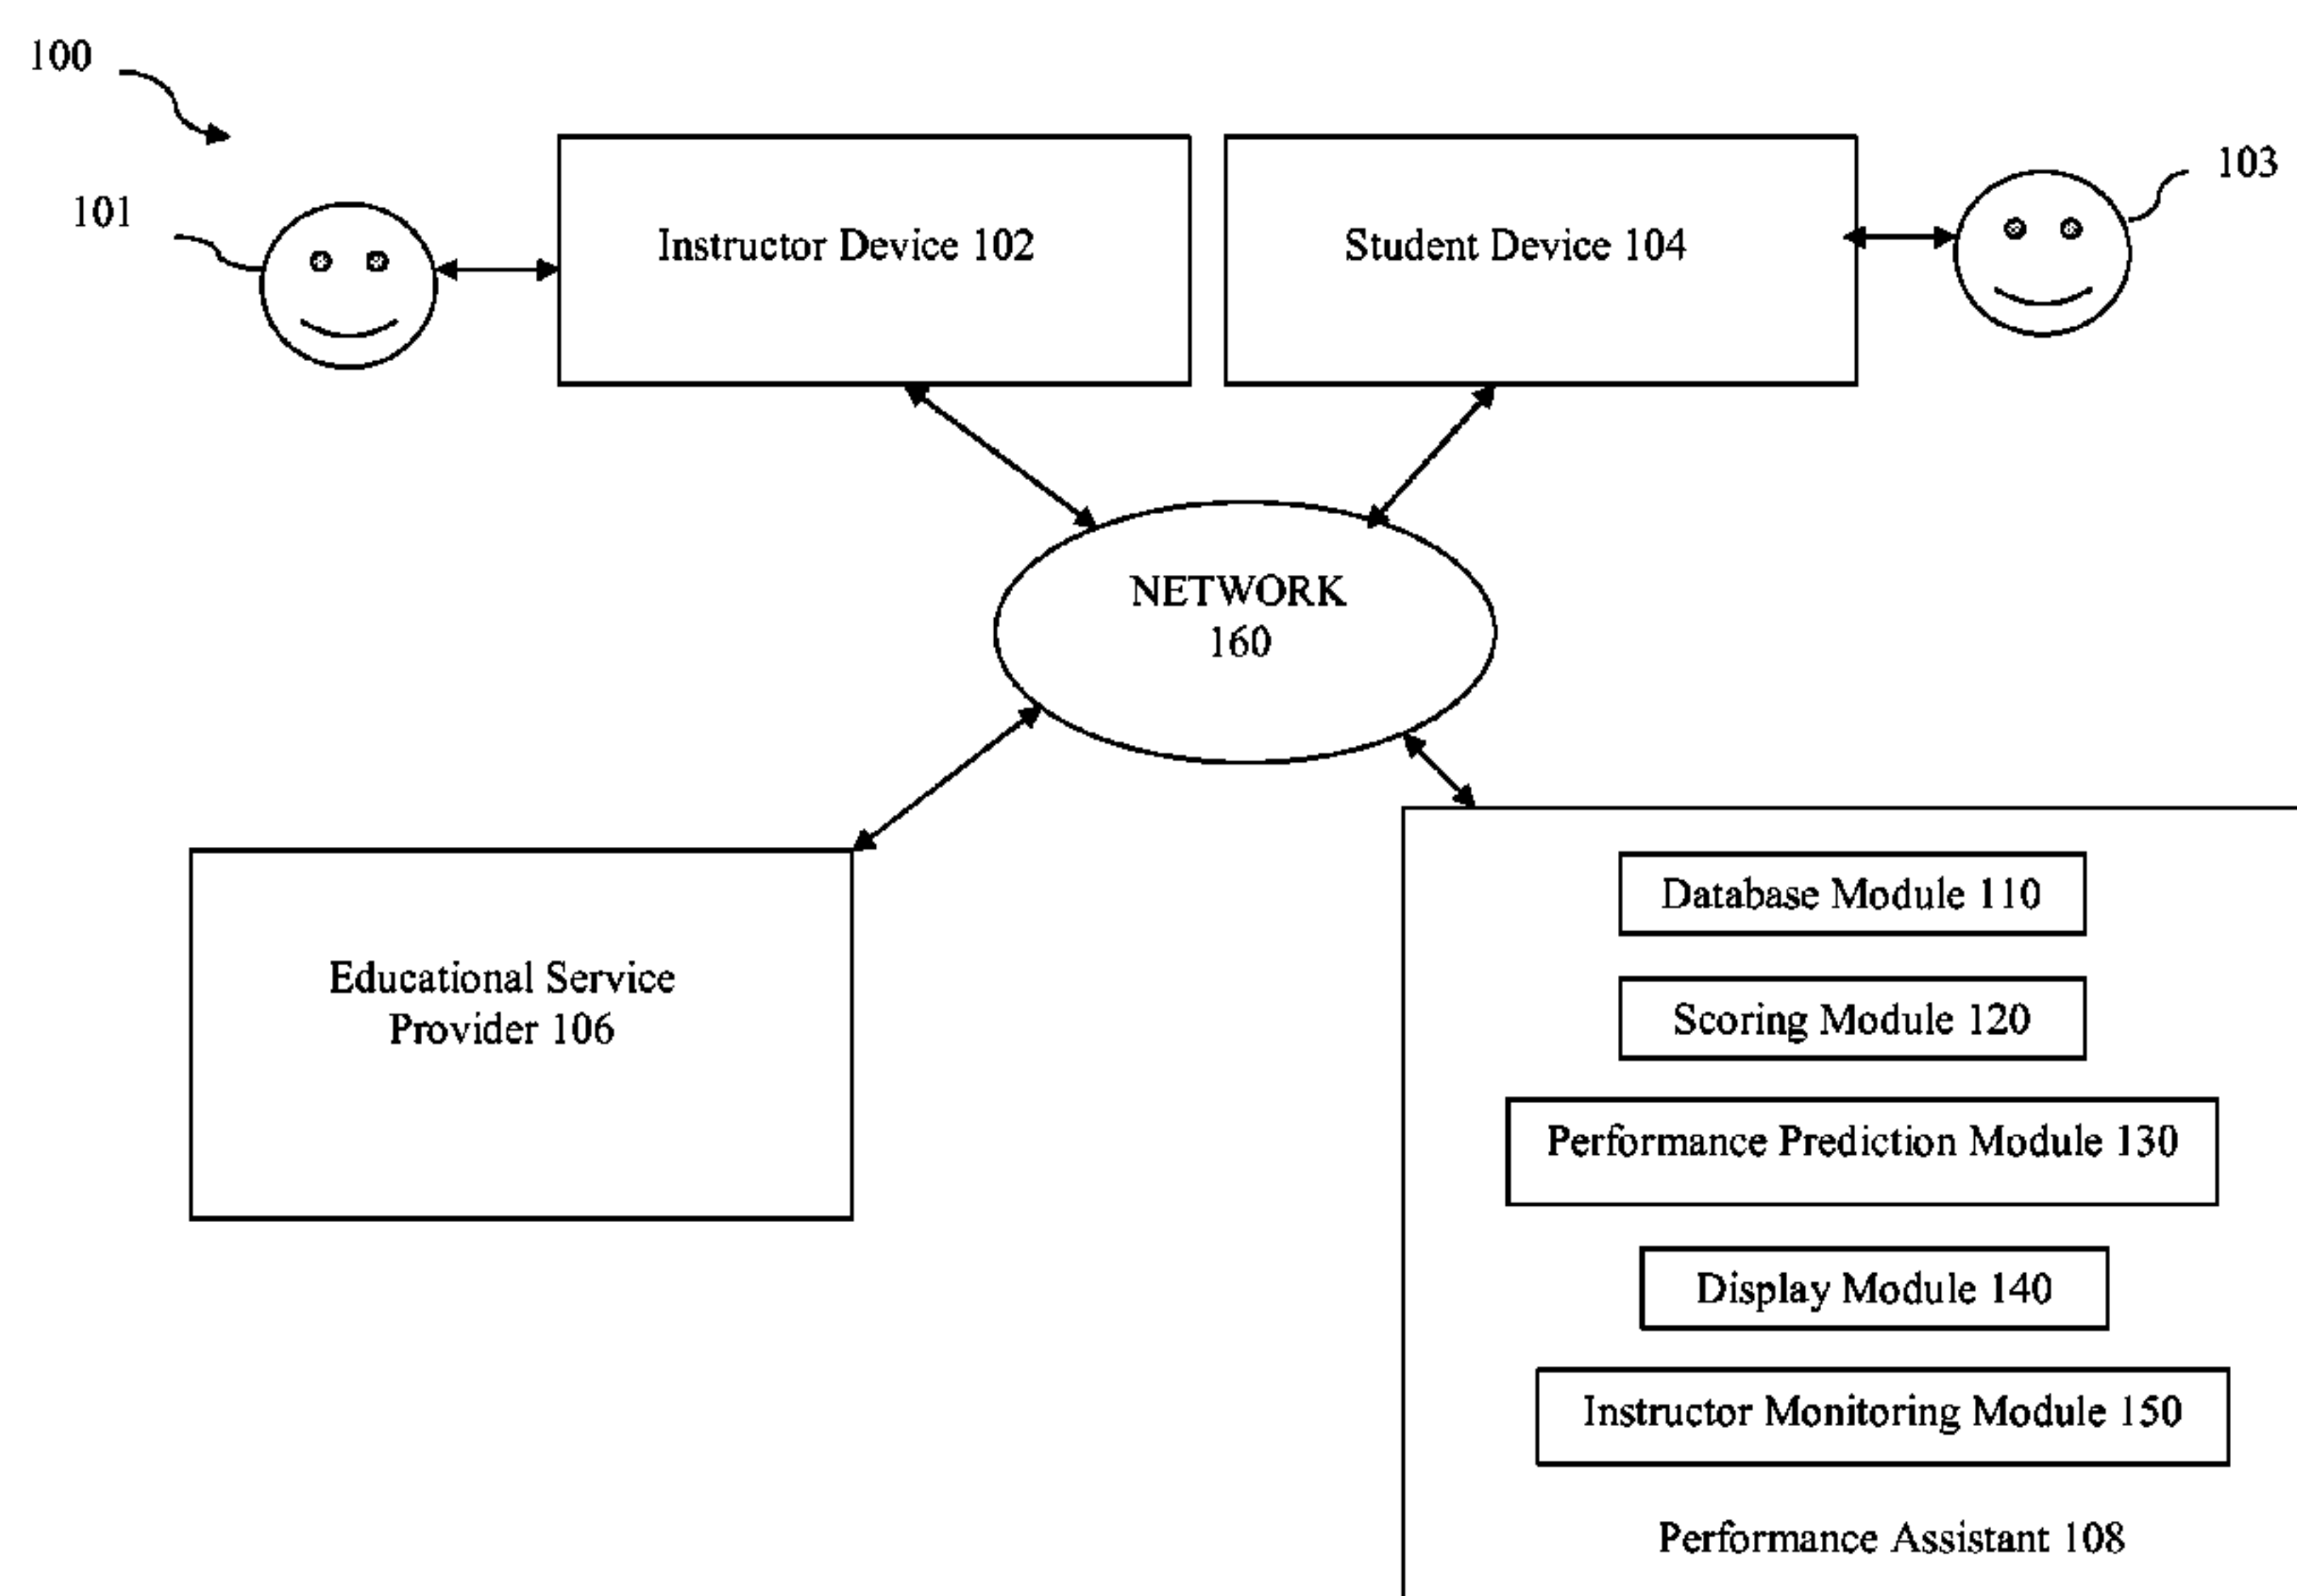 100
101
Instructor Device 102
Student Device 104
103
NETWORK
160
Educational Service
Provider 106
Database Module 110
Scoring Module 120
Performance Prediction Module 130
Display Module 140
Instructor Monitoring Module 150
Performance Assistant 108